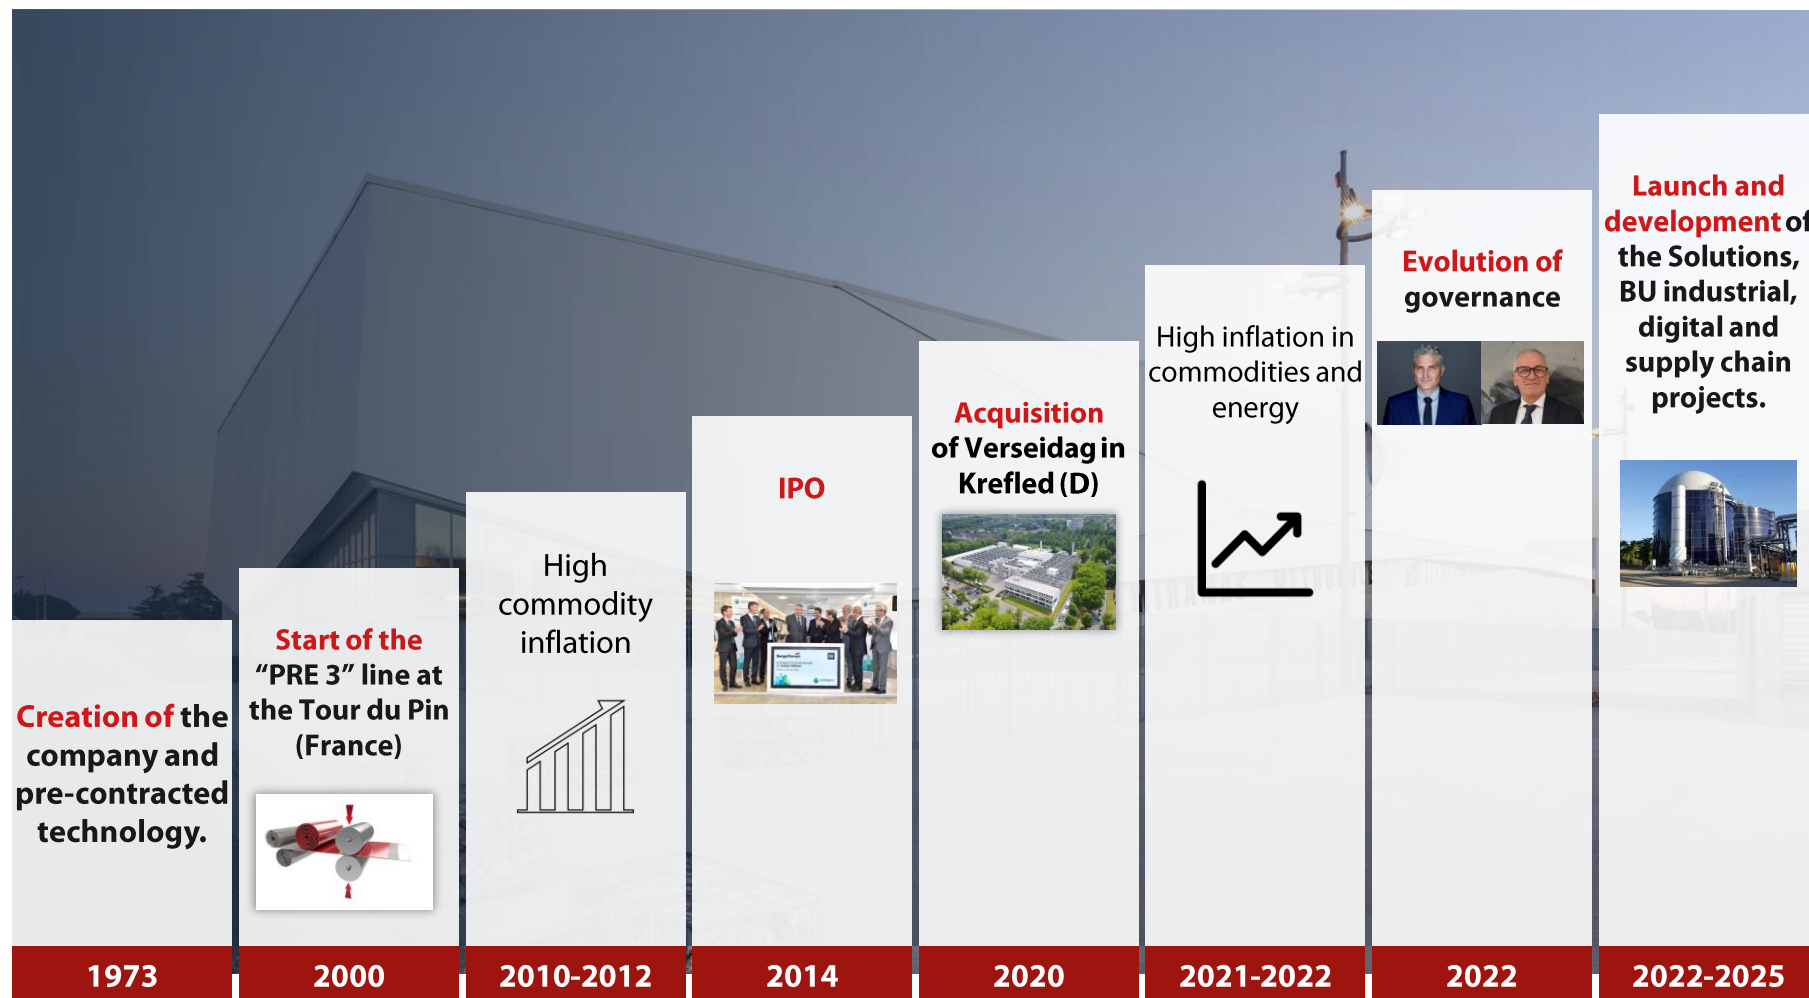 Creation of the
company and
pre-contracted
technology.
1973
Start of the
“PRE 3” line at
the Tour du Pin
(France)
2000
High
commodity
inflation
2010-2012
IPO
2014
Acquisition
of Verseidag in
Krefled (D)
2020
High inflation in
commodities and
energy
2021-2022
Evolution of
governance
2022
Launch and
development of
the Solutions,
BU industrial,
digital and
supply chain
projects.
2022-2025